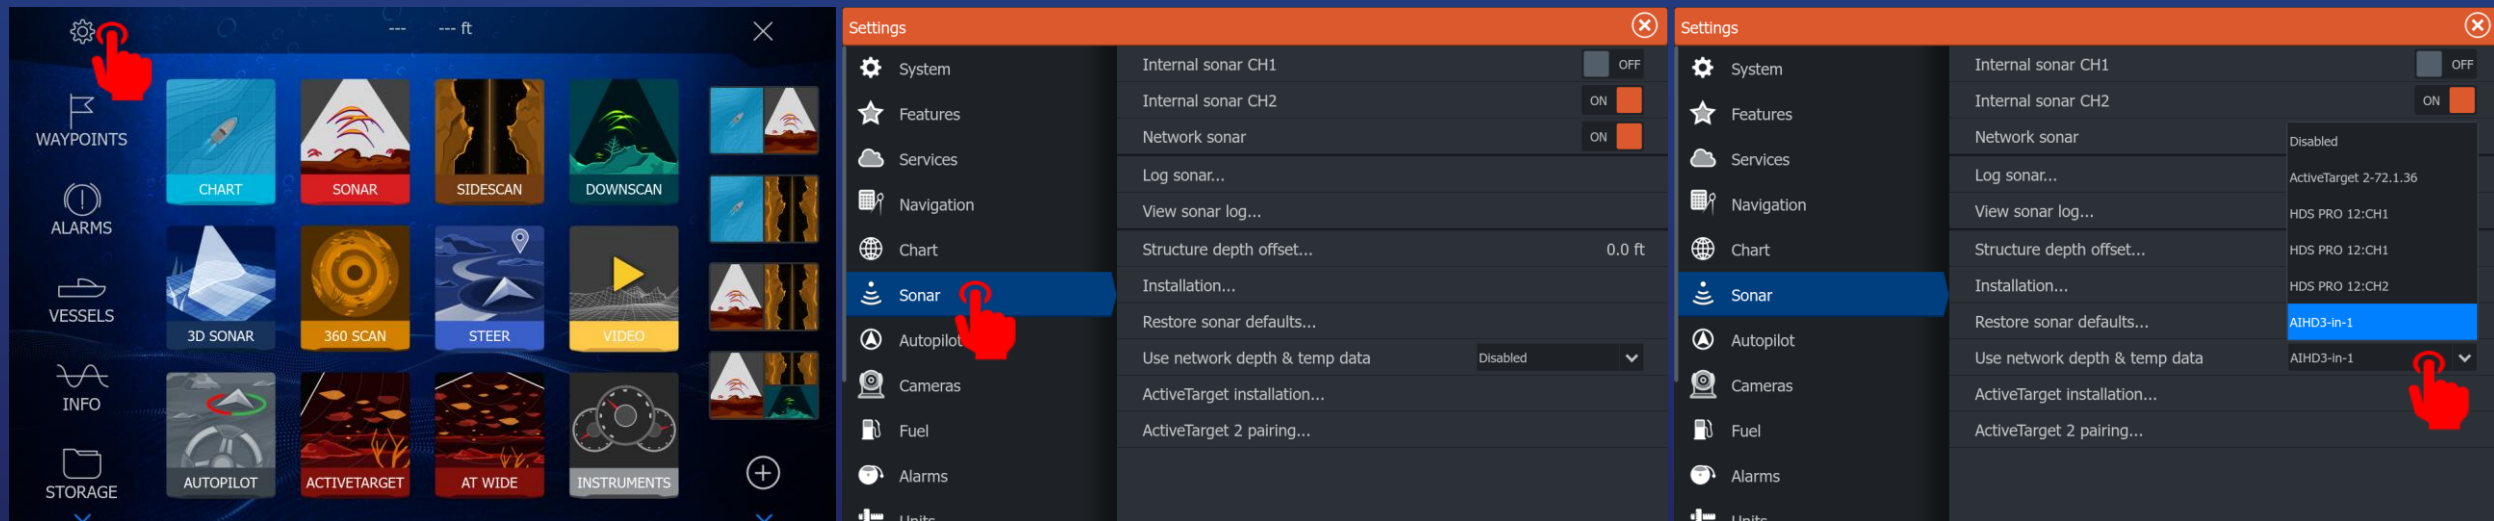 --- --- ft
WAYPOINTS
ALARMS
VESSELS
INFO
STORAGE
CHART
SONAR
SIDESCAN
DOWNSCAN
3D SONAR
360 SCAN
STEER
VIDEO
AUTOPILOT
ACTIVETARGET
AT WIDE
INSTRUMENTS
Settings
System
Features
Services
Navigation
Chart
Sonar
Autopilot
Cameras
Fuel
Alarms
Units
Internal sonar CH1 OFF
Internal sonar CH2 ON
Network sonar ON
Log sonar...
View sonar log...
Structure depth offset... 0.0 ft
Installation...
Restore sonar defaults...
Use network depth & temp data Disabled
ActiveTarget installation...
ActiveTarget 2 pairing...
Settings
System
Features
Services
Navigation
Chart
Sonar
Autopilot
Cameras
Fuel
Alarms
Units
Internal sonar CH1 OFF
Internal sonar CH2 ON
Network sonar
Log sonar...
View sonar log...
Structure depth offset...
Installation...
Restore sonar defaults...
Use network depth & temp data AIHD3-in-1
ActiveTarget installation...
ActiveTarget 2 pairing...
Disabled
ActiveTarget 2-72.1.36
HDS PRO 12:CH1
HDS PRO 12:CH1
HDS PRO 12:CH2
AIHD3-in-1